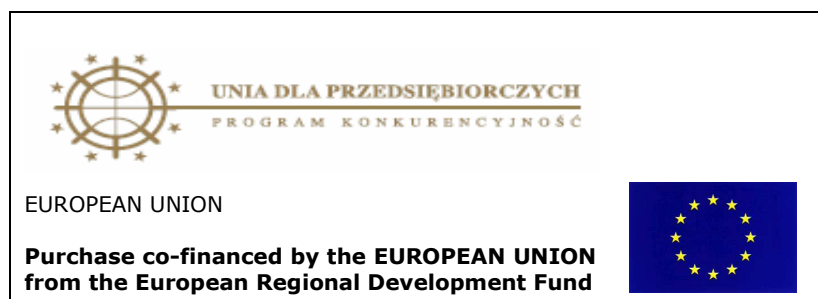 UNIA DLA PRZEDSIĘBIORCZYCH
PROGRAM KONKURENCYJNOŚĆ
EUROPEAN UNION
Purchase co-financed by the EUROPEAN UNION
from the European Regional Development Fund